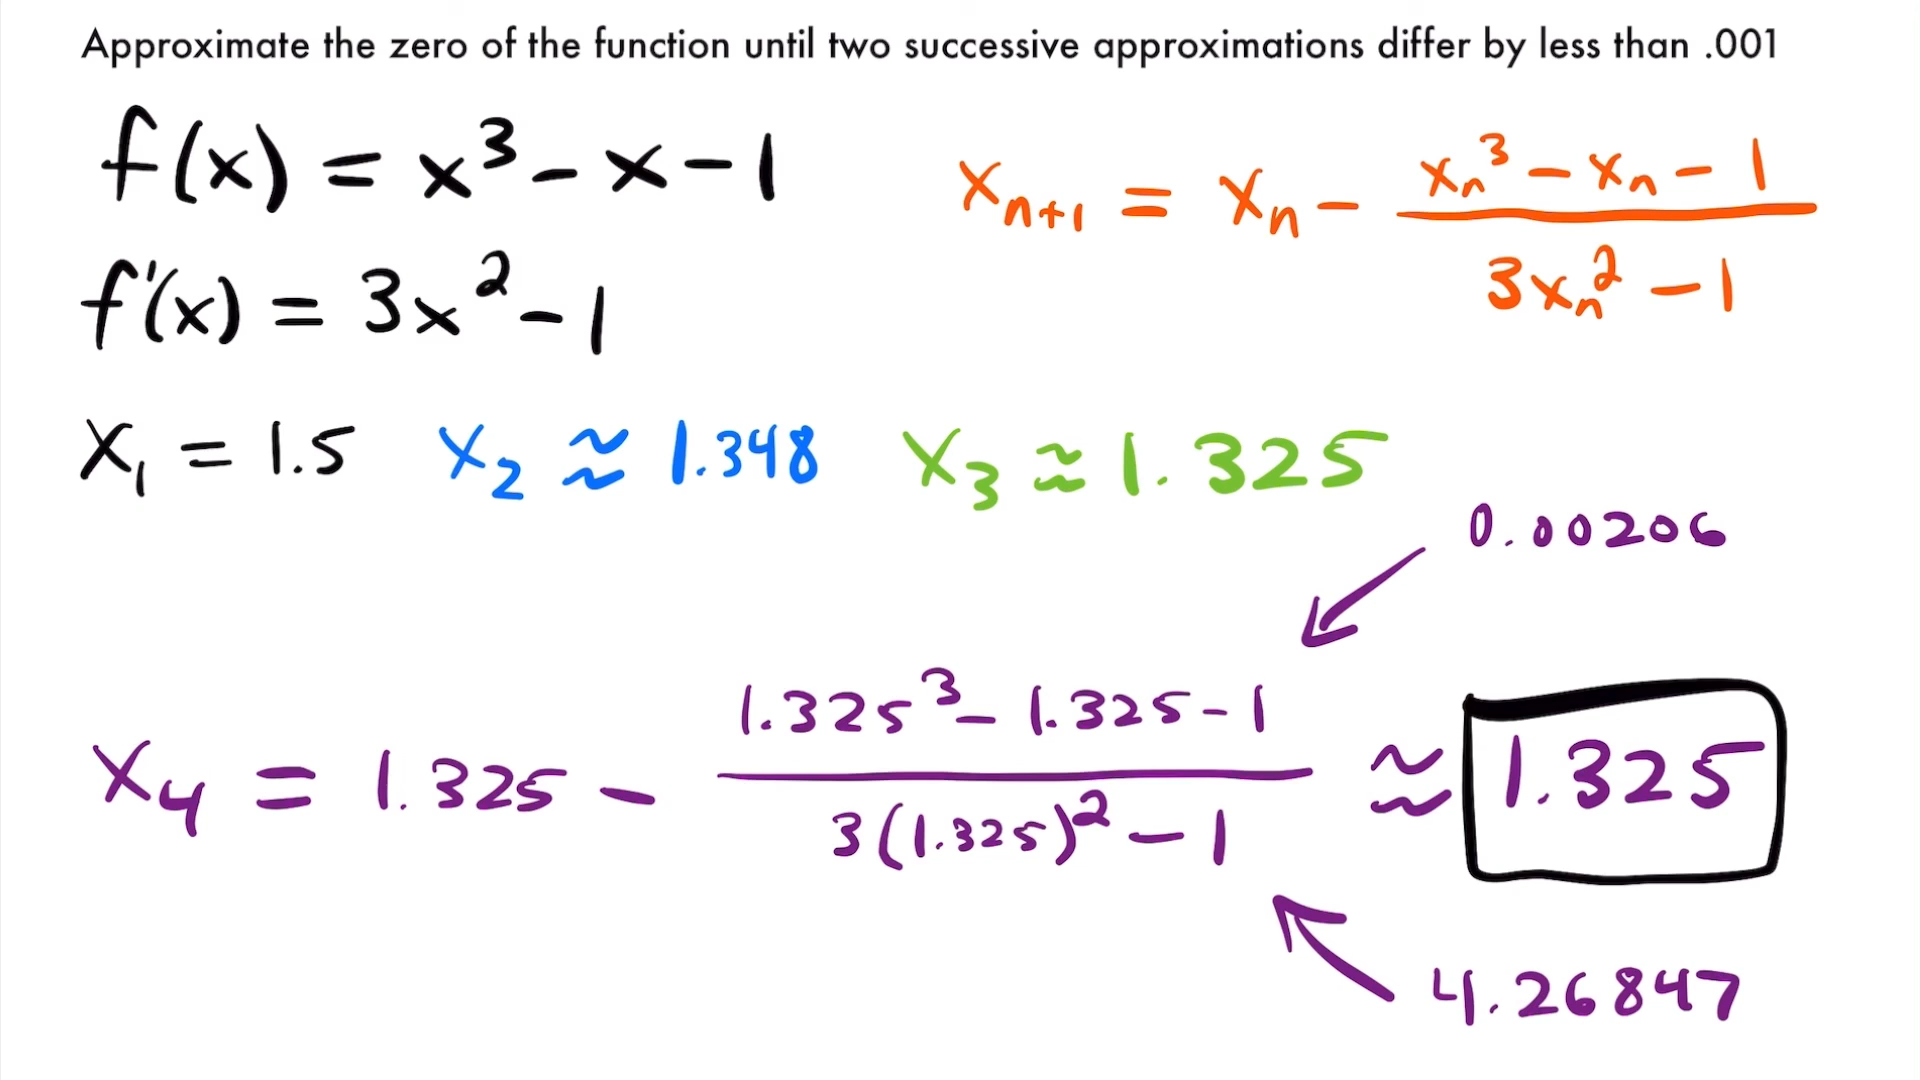 Approximate the zero of the function until two successive approximations differ by less than .001
f(x) = x³ - x - 1
xₙ₊₁ = xₙ - (xₙ³ - xₙ - 1) / (3xₙ² - 1)
f'(x) = 3x² - 1
x₁ = 1.5 x₂ ≈ 1.348 x₃ ≈ 1.325
0.00206
x₄ = 1.325 - (1.325³ - 1.325 - 1) / (3(1.325)² - 1) ≈ 1.325
4.26847